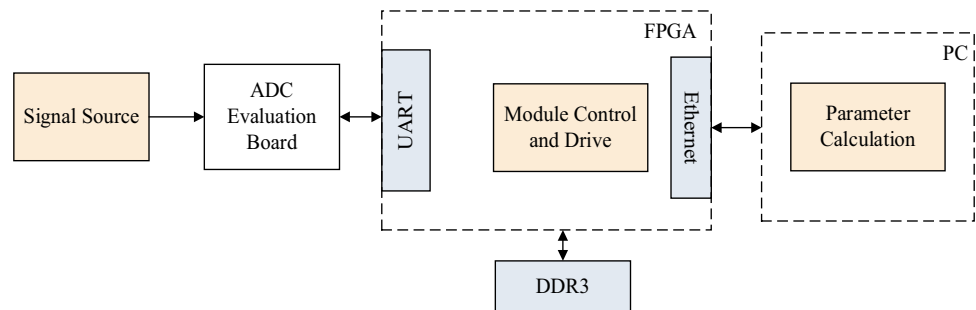 FPGA
PC
Signal Source
ADC
Evaluation
Board
UART
Module Control
and Drive
Ethernet
Parameter
Calculation
DDR3